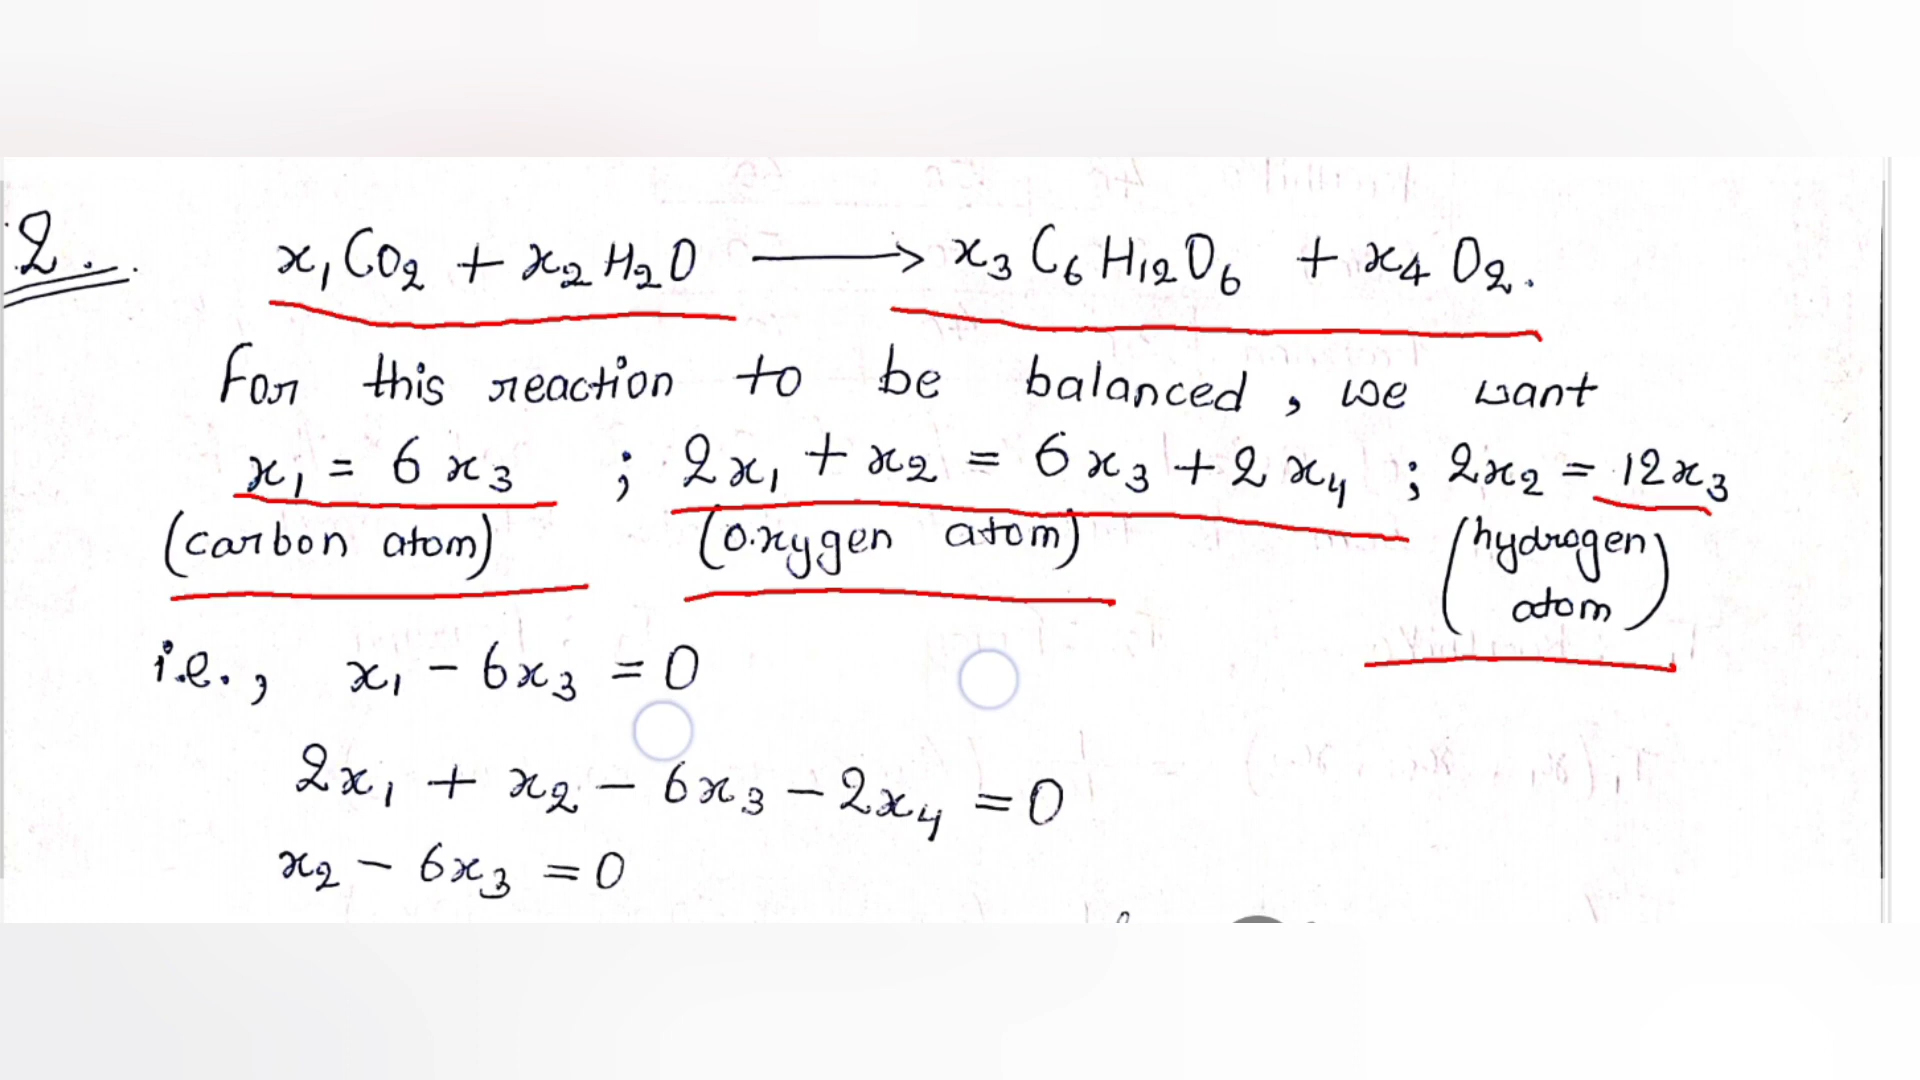 2. x₁CO₂ + x₂H₂O ⟶ x₃C₆H₁₂O₆ + x₄O₂.
For this reaction to be balanced, we want
x₁ = 6x₃ ; 2x₁ + x₂ = 6x₃ + 2x₄ ; 2x₂ = 12x₃
(carbon atom) (oxygen atom) (hydrogen atom)
i.e., x₁ - 6x₃ = 0
2x₁ + x₂ - 6x₃ - 2x₄ = 0
x₂ - 6x₃ = 0